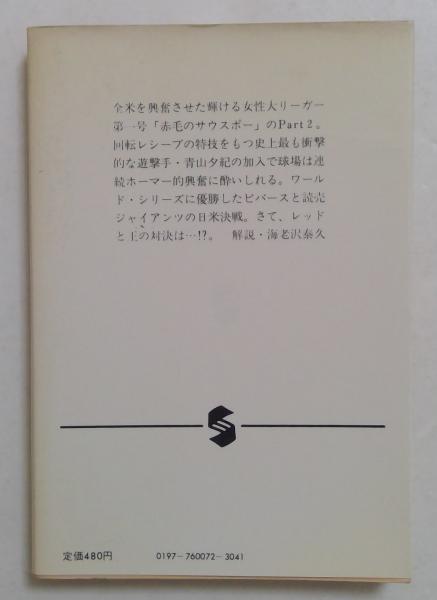 全米を興奮させた輝ける女性大リーガー
第一号「赤毛のサウスポー」のPart 2。
回転レシーブの特技をもつ史上最も衝撃
的な遊撃手・青山夕紀の加入で球場は連
続ホーマー的興奮に酔いしれる。ワール
ド・シリーズに優勝したビバースと読売
ジャイアンツの日米決戦。さて、レッド
と王の対決は…!?。　解説・海老沢泰久
定価480円　0197-760072-3041